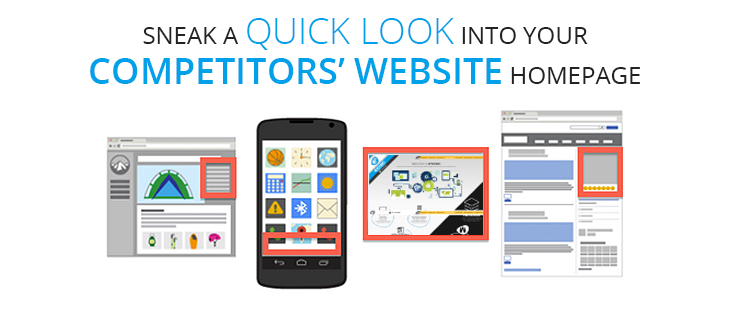 SNEAK A QUICK LOOK INTO YOUR
COMPETITORS’ WEBSITE HOMEPAGE